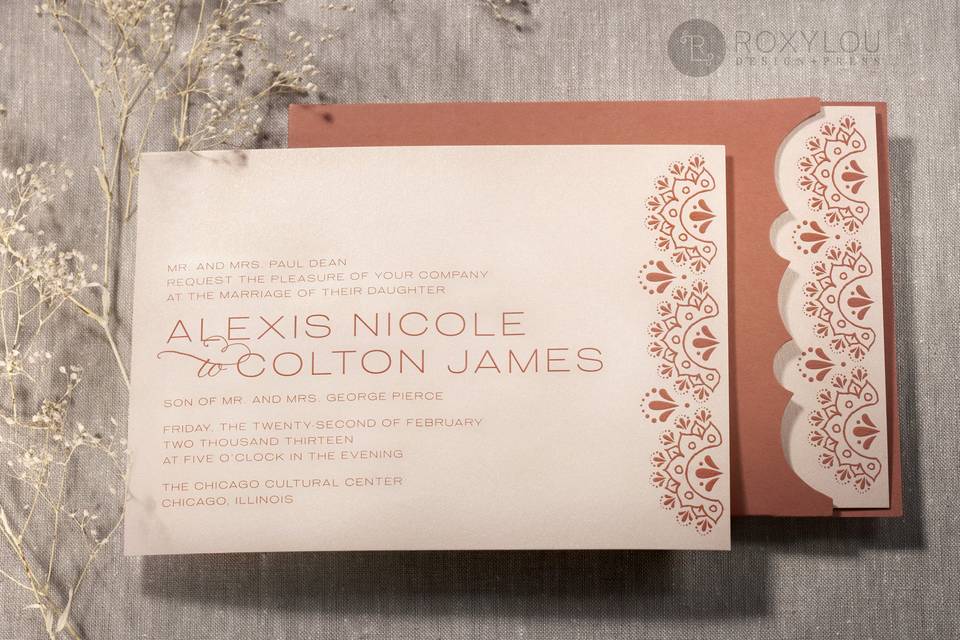 ROXYLOU
DESIGN+PRESS
MR. AND MRS. PAUL DEAN
REQUEST THE PLEASURE OF YOUR COMPANY
AT THE MARRIAGE OF THEIR DAUGHTER
ALEXIS NICOLE
to COLTON JAMES
SON OF MR. AND MRS. GEORGE PIERCE
FRIDAY, THE TWENTY-SECOND OF FEBRUARY
TWO THOUSAND THIRTEEN
AT FIVE O'CLOCK IN THE EVENING
THE CHICAGO CULTURAL CENTER
CHICAGO, ILLINOIS